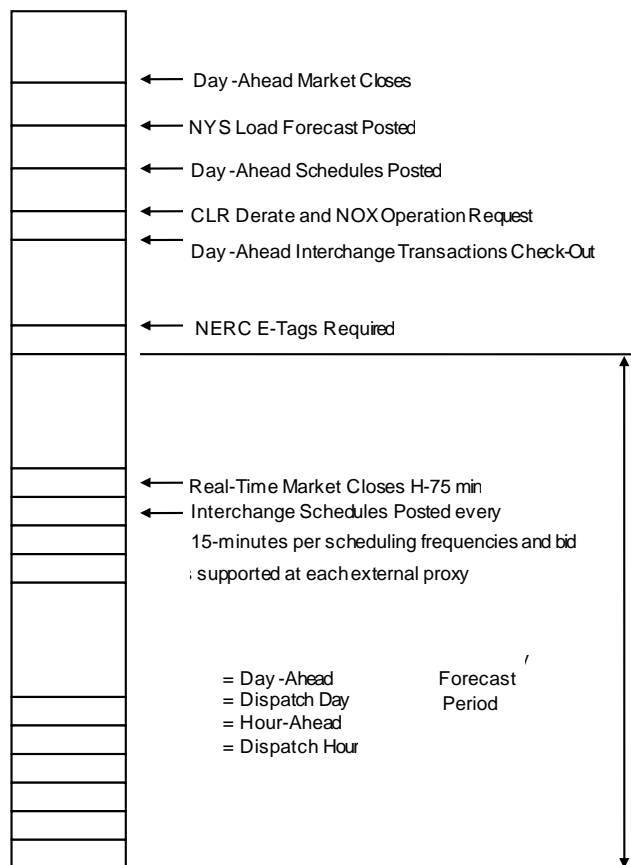 Day-Ahead Market Closes
NYS Load Forecast Posted
Day-Ahead Schedules Posted
CLR Derate and NOX Operation Request
Day-Ahead Interchange Transactions Check-Out
NERC E-Tags Required
Real-Time Market Closes H-75 min
Interchange Schedules Posted every
15-minutes per scheduling frequencies and bid
supported at each external proxy
= Day-Ahead
= Dispatch Day
= Hour-Ahead
= Dispatch Hour
Forecast
Period